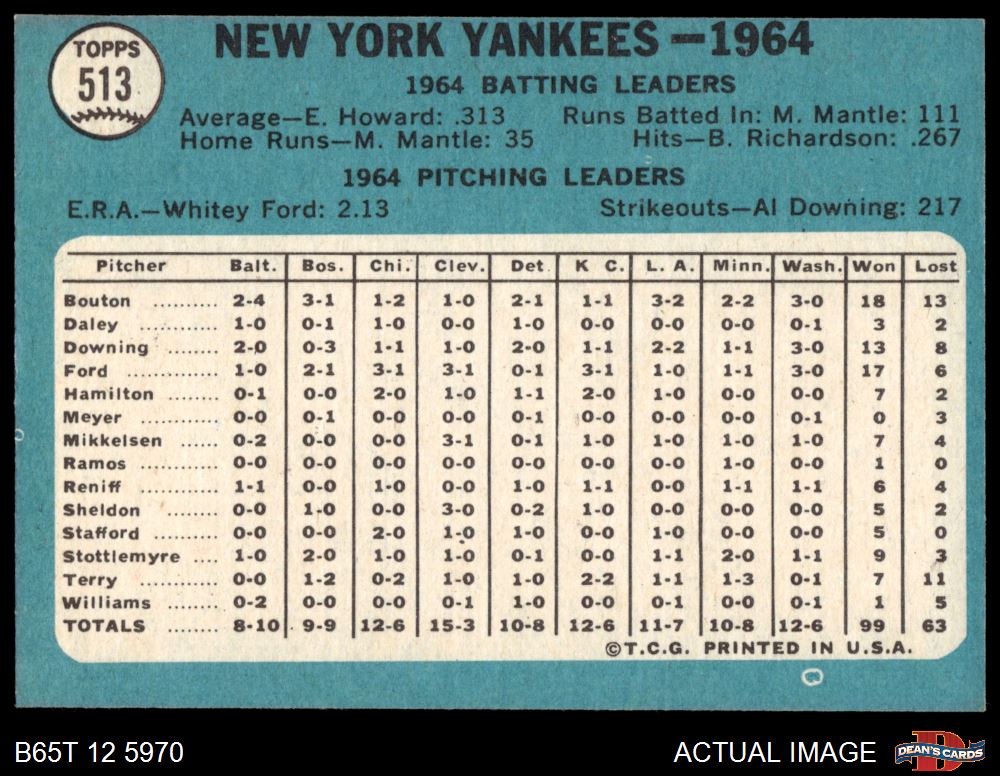 TOPPS
513
NEW YORK YANKEES—1964
1964 BATTING LEADERS
Average—E. Howard: .313 Runs Batted In: M. Mantle: 111
Home Runs—M. Mantle: 35 Hits—B. Richardson: .267
1964 PITCHING LEADERS
E.R.A.—Whitey Ford: 2.13 Strikeouts—Al Downing: 217
Pitcher Balt. Bos. Chi. Clev. Det. K C. L. A. Minn. Wash. Won Lost
Bouton .......... 2-4 3-1 1-2 1-0 2-1 1-1 3-2 2-2 3-0 18 13
Daley ............ 1-0 0-1 1-0 0-0 1-0 0-0 0-0 0-0 0-1 3 2
Downing ........ 2-0 0-3 1-1 1-0 2-0 1-1 2-2 1-1 3-0 13 8
Ford .............. 1-0 2-1 3-1 3-1 0-1 3-1 1-0 1-1 3-0 17 6
Hamilton ........ 0-1 0-0 2-0 1-0 1-1 2-0 1-0 0-0 0-0 7 2
Meyer ............ 0-0 0-1 0-0 0-0 0-1 0-0 0-0 0-0 0-1 0 3
Mikkelsen ...... 0-2 0-0 0-0 3-1 0-1 1-0 1-0 1-0 1-0 7 4
Ramos ............ 0-0 0-0 0-0 0-0 0-0 0-0 0-0 1-0 0-0 1 0
Reniff ............ 1-1 0-0 1-0 0-0 1-0 1-1 0-0 1-1 1-1 6 4
Sheldon ........ 0-0 1-0 0-0 3-0 0-2 1-0 0-0 0-0 0-0 5 2
Stafford ........ 0-0 0-0 2-0 1-0 1-0 0-0 1-0 0-0 0-0 5 0
Stottlemyre .... 1-0 2-0 1-0 1-0 0-1 0-0 1-1 2-0 1-1 9 3
Terry ............ 0-0 1-2 0-2 1-0 1-0 2-2 1-1 1-3 0-1 7 11
Williams ........ 0-2 0-0 0-0 0-1 1-0 0-0 0-1 0-0 0-1 1 5
TOTALS ........ 8-10 9-9 12-6 15-3 10-8 12-6 11-7 10-8 12-6 99 63
©T.C.G. PRINTED IN U.S.A.
B65T 12 5970 ACTUAL IMAGE DEAN'S CARDS